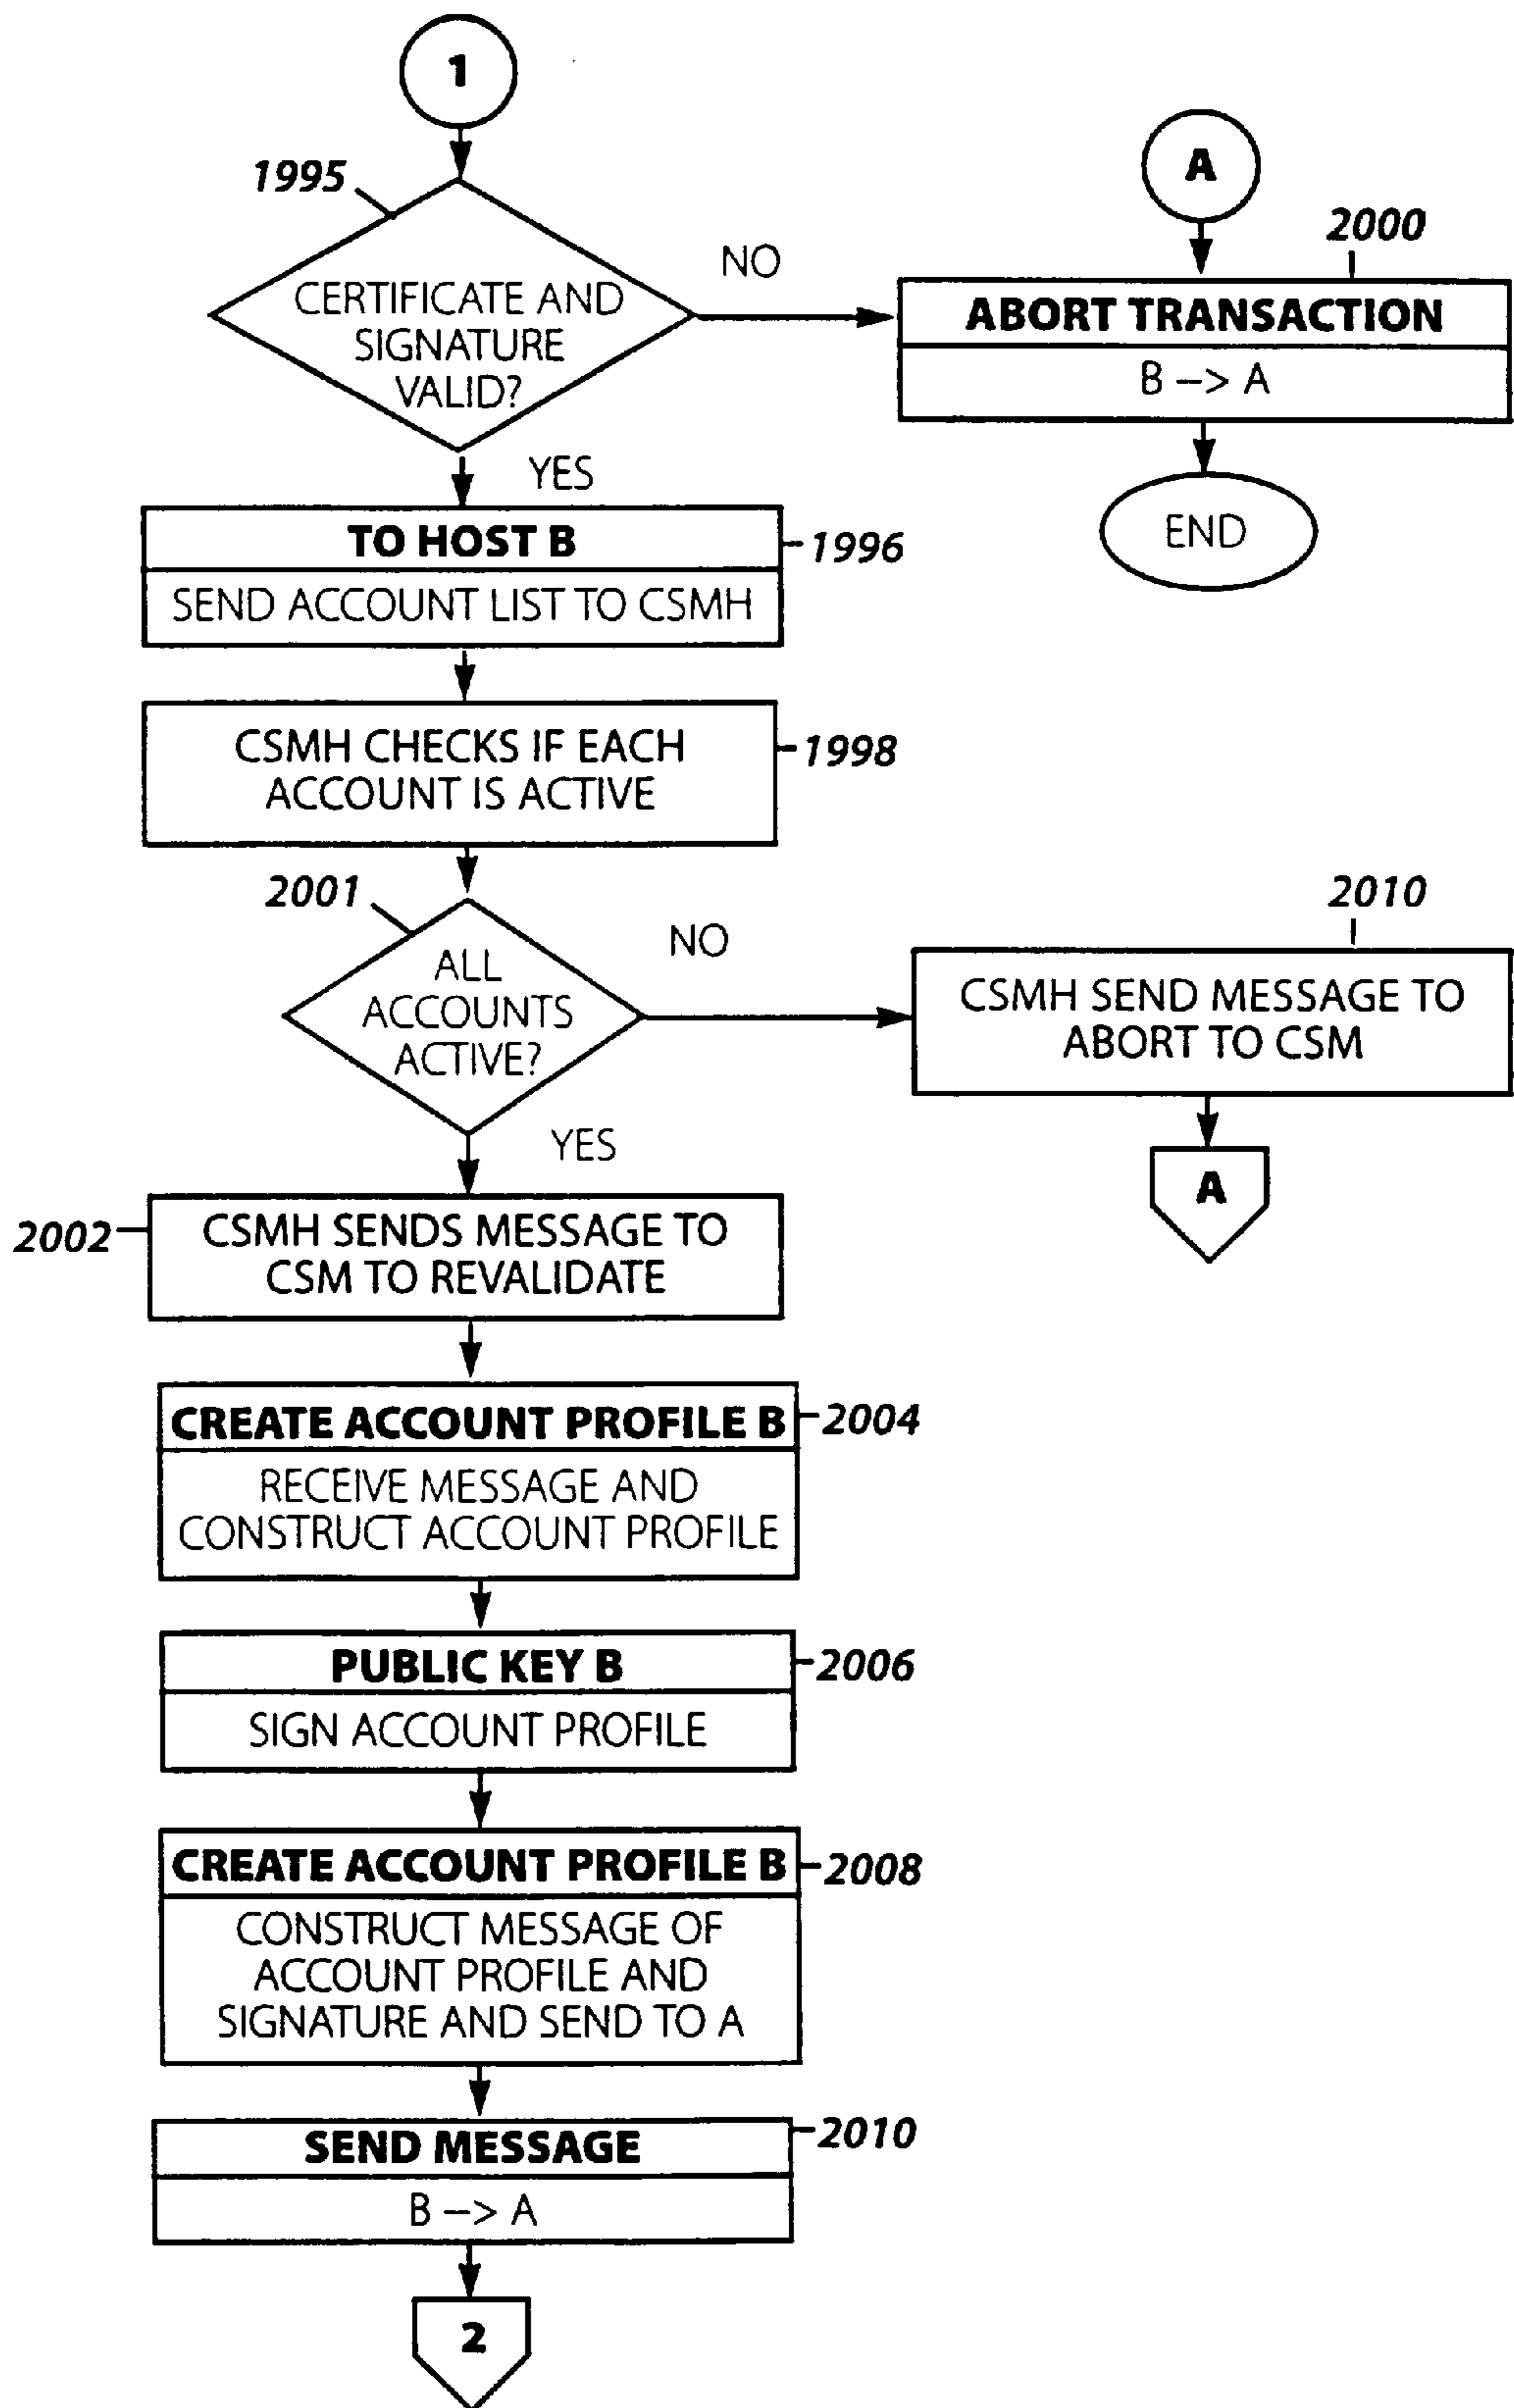 1
1995
CERTIFICATE AND
SIGNATURE
VALID?
NO
YES
A
2000
ABORT TRANSACTION
B –> A
END
TO HOST B
1996
SEND ACCOUNT LIST TO CSMH
CSMH CHECKS IF EACH
ACCOUNT IS ACTIVE
1998
2001
ALL
ACCOUNTS
ACTIVE?
NO
YES
2010
CSMH SEND MESSAGE TO
ABORT TO CSM
A
2002
CSMH SENDS MESSAGE TO
CSM TO REVALIDATE
CREATE ACCOUNT PROFILE B
2004
RECEIVE MESSAGE AND
CONSTRUCT ACCOUNT PROFILE
PUBLIC KEY B
2006
SIGN ACCOUNT PROFILE
CREATE ACCOUNT PROFILE B
2008
CONSTRUCT MESSAGE OF
ACCOUNT PROFILE AND
SIGNATURE AND SEND TO A
SEND MESSAGE
2010
B –> A
2